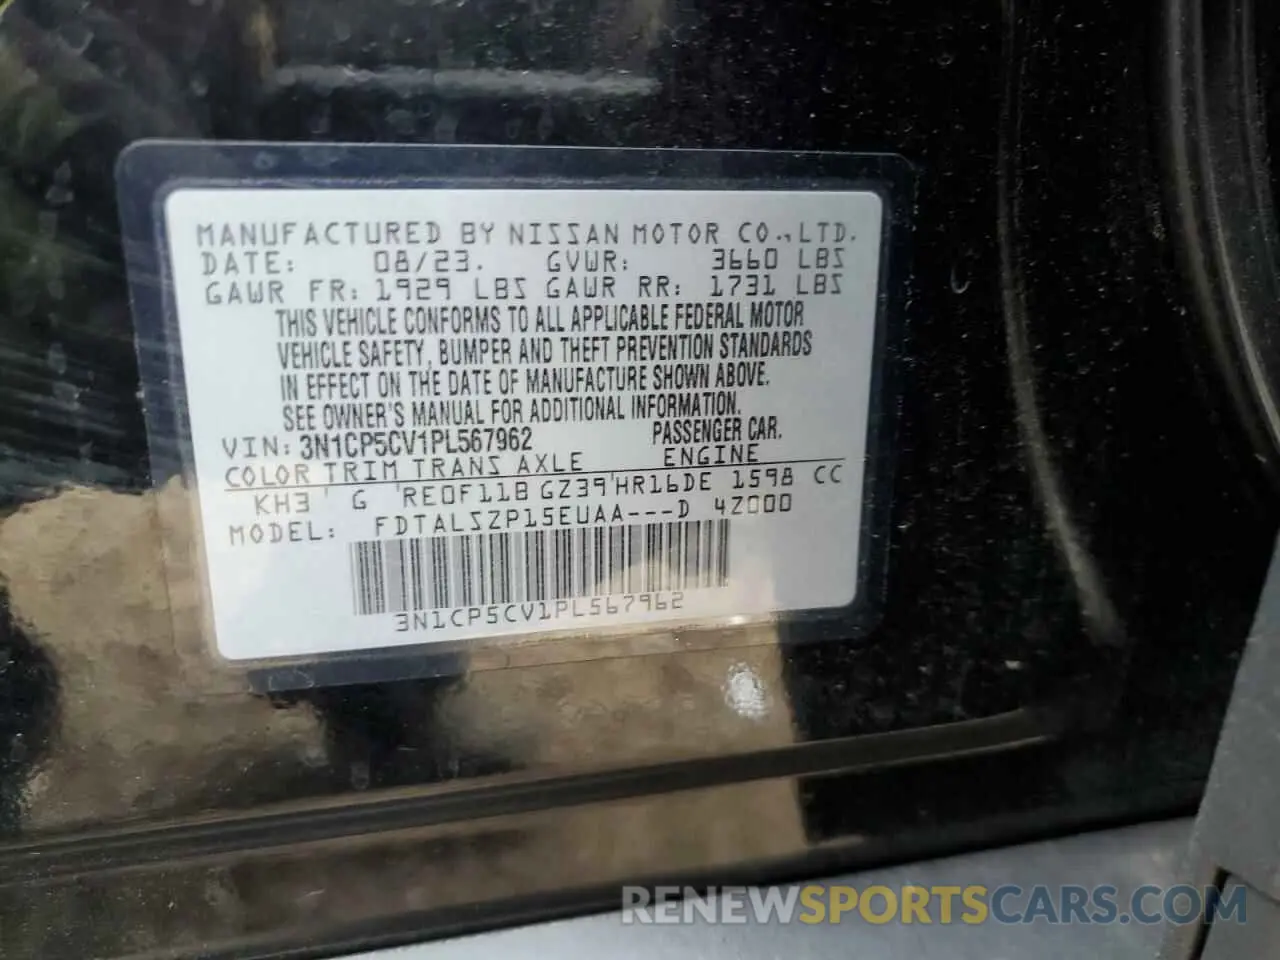 MANUFACTURED BY NISSAN MOTOR CO., LTD.
DATE: 08/23. GVWR: 3660 LBS
GAWR FR: 1929 LBS GAWR RR: 1731 LBS
THIS VEHICLE CONFORMS TO ALL APPLICABLE FEDERAL MOTOR
VEHICLE SAFETY, BUMPER AND THEFT PREVENTION STANDARDS
IN EFFECT ON THE DATE OF MANUFACTURE SHOWN ABOVE.
SEE OWNER'S MANUAL FOR ADDITIONAL INFORMATION.
VIN: 3N1CP5CV1PL567962 PASSENGER CAR.
COLOR TRIM TRANS AXLE ENGINE
KH3 G RE0F11B GZ39 HR16DE 1598 CC
MODEL: FDTALSZP15EUAA---D 4Z000
3N1CP5CV1PL567962
RENEWSPORTSCARS.COM